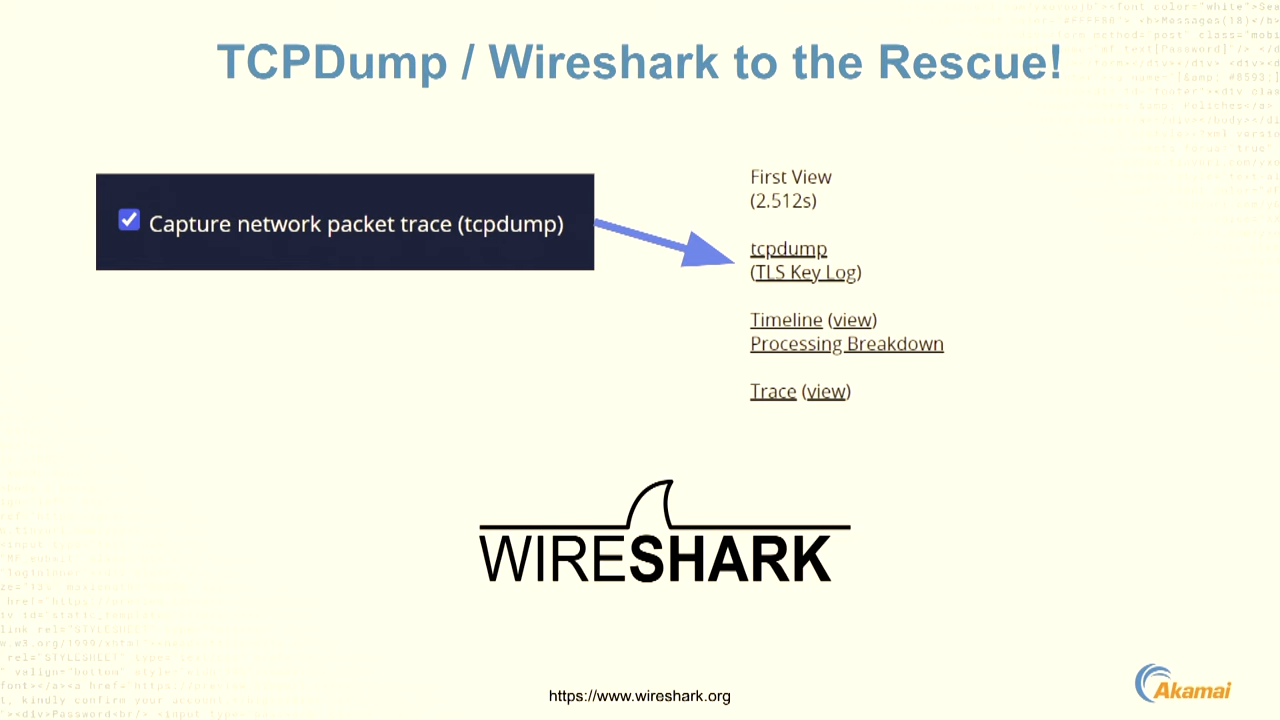 TCPDump / Wireshark to the Rescue!
Capture network packet trace (tcpdump)
First View
(2.512s)
tcpdump
(TLS Key Log)
Timeline (view)
Processing Breakdown
Trace (view)
WIRESHARK
https://www.wireshark.org
Akamai